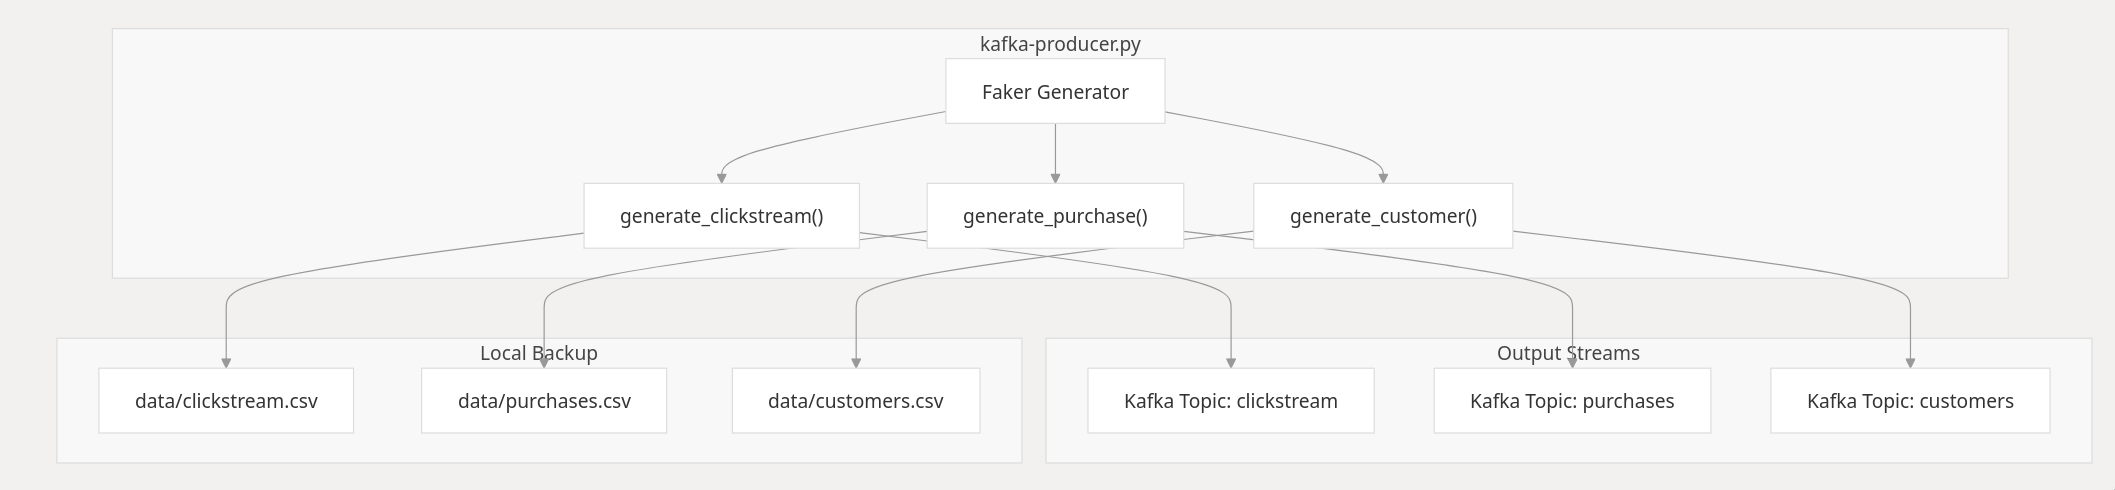 kafka-producer.py
Faker Generator
generate_clickstream()
generate_purchase()
generate_customer()
Local Backup
data/clickstream.csv
data/purchases.csv
data/customers.csv
Output Streams
Kafka Topic: clickstream
Kafka Topic: purchases
Kafka Topic: customers